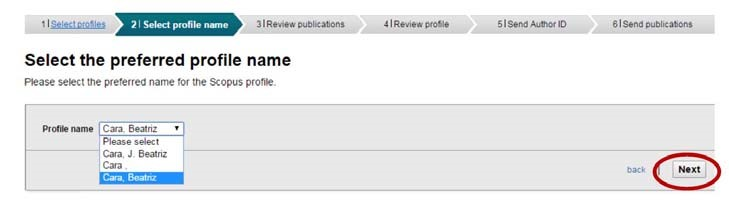 1 | Select profiles 2 | Select profile name 3 | Review publications 4 | Review profile 5 | Send Author ID 6 | Send publications
Select the preferred profile name
Please select the preferred name for the Scopus profile.
Profile name Cara, Beatriz
Please select
Cara, J. Beatriz
Cara .
Cara, Beatriz
back | Next